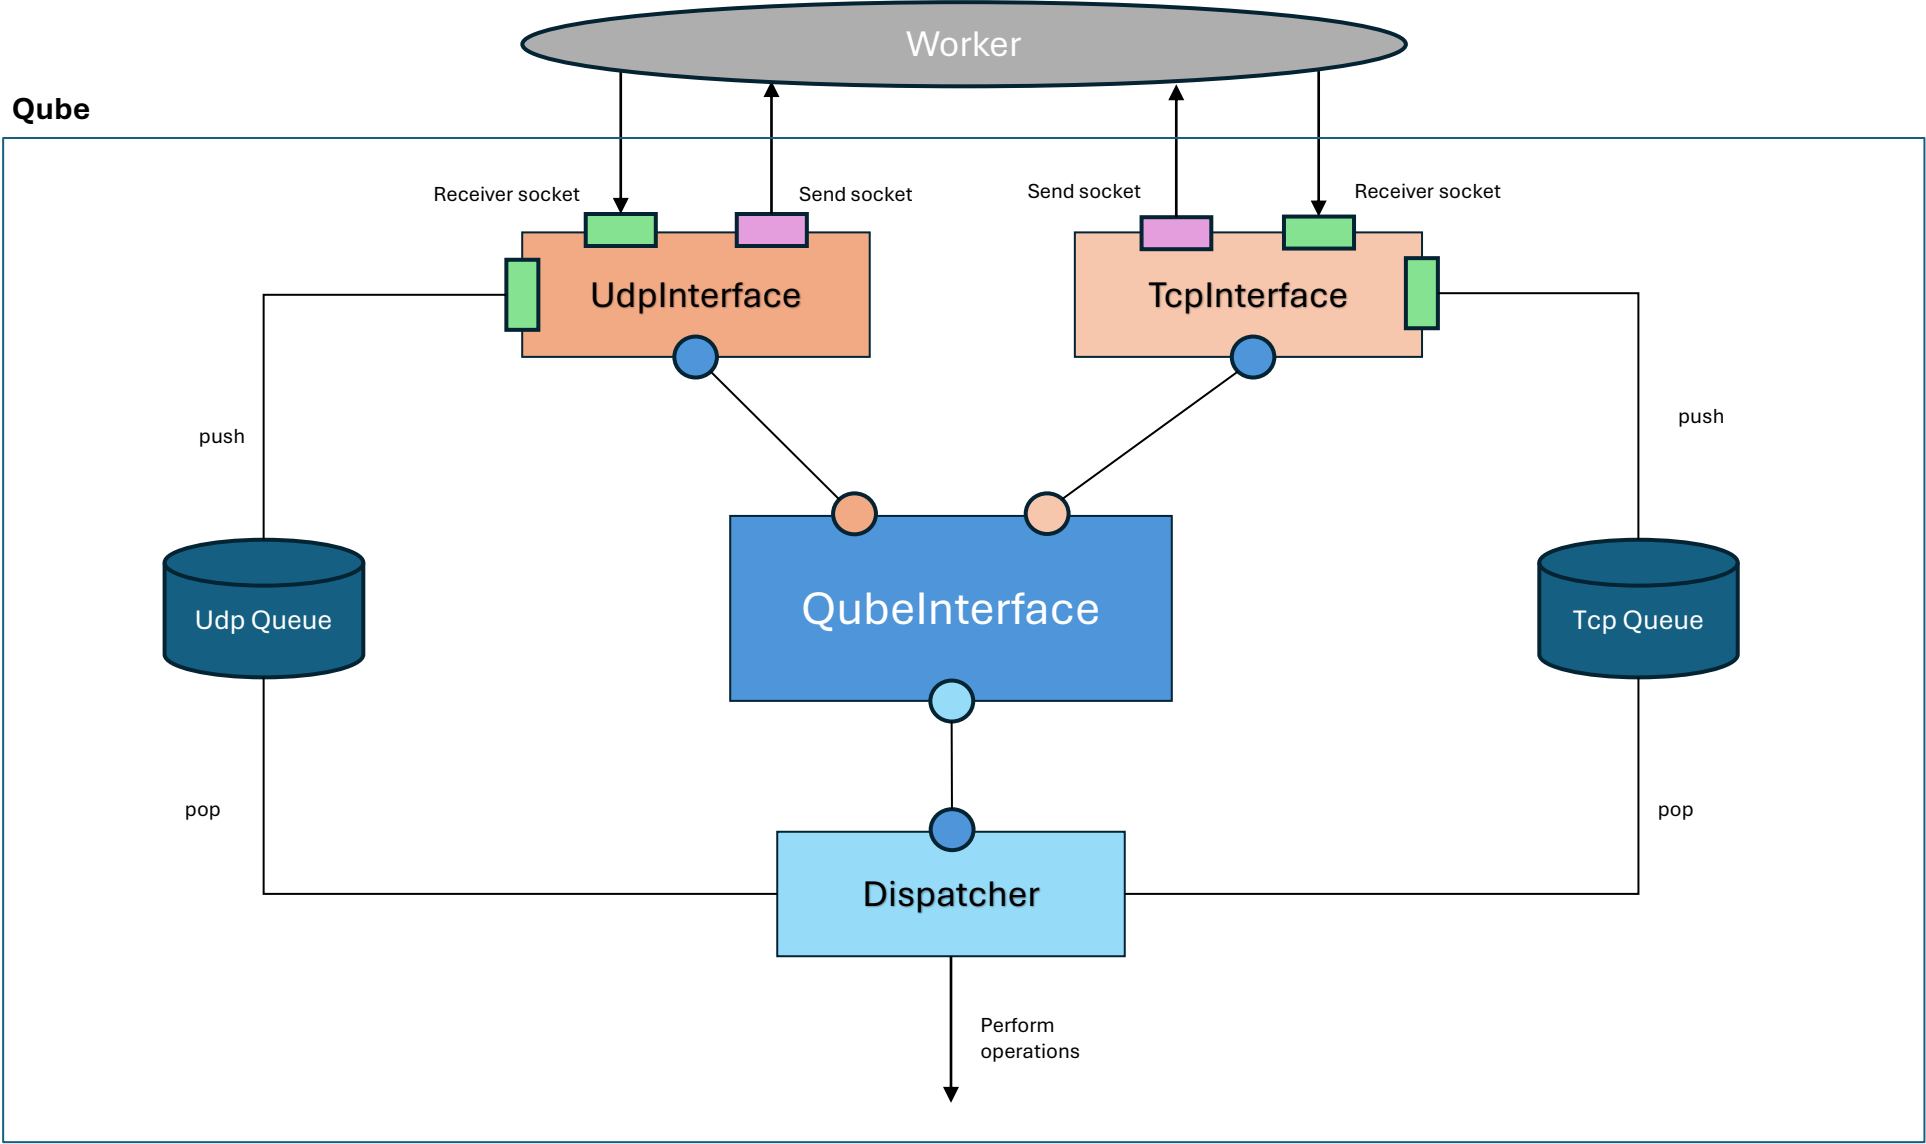 Worker
Qube
Receiver socket
Send socket
Send socket
Receiver socket
UdpInterface
TcpInterface
push
push
Udp Queue
QubeInterface
Tcp Queue
pop
pop
Dispatcher
Perform
operations